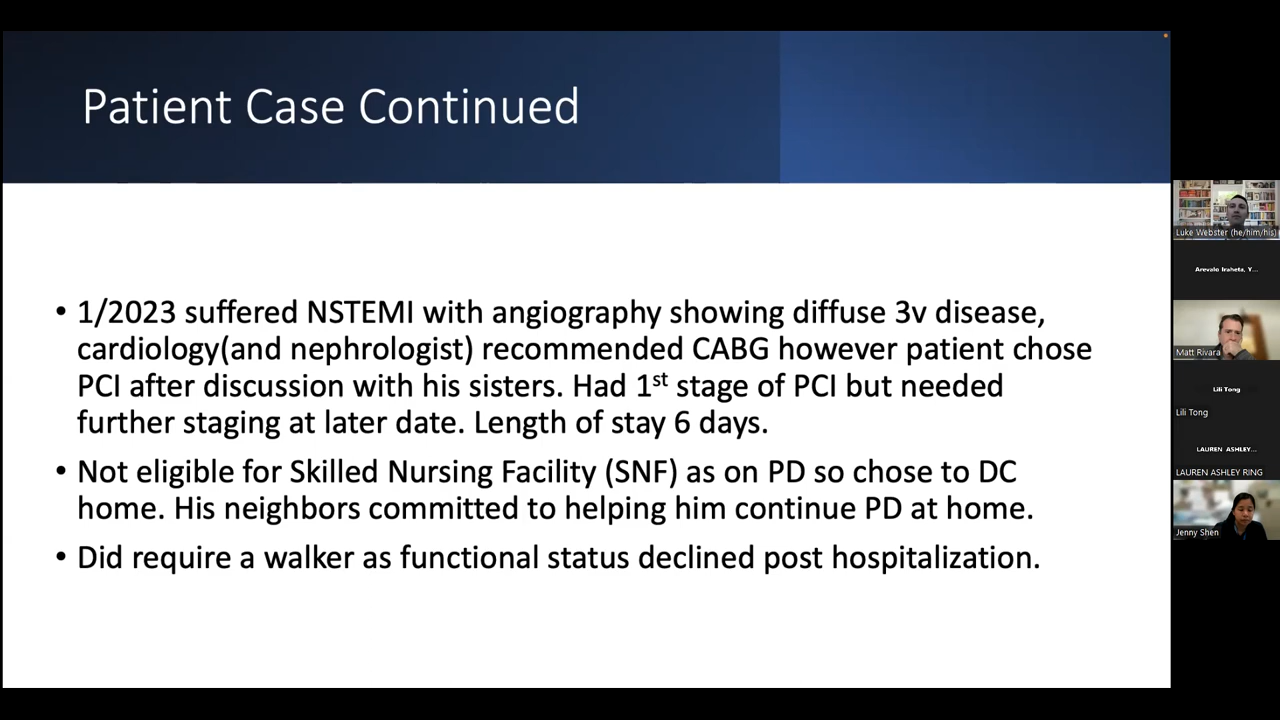 Patient Case Continued
• 1/2023 suffered NSTEMI with angiography showing diffuse 3v disease,
cardiology(and nephrologist) recommended CABG however patient chose
PCI after discussion with his sisters. Had 1st stage of PCI but needed
further staging at later date. Length of stay 6 days.
• Not eligible for Skilled Nursing Facility (SNF) as on PD so chose to DC
home. His neighbors committed to helping him continue PD at home.
• Did require a walker as functional status declined post hospitalization.
Luke Webster (he/him/his)
Arevalo Iraheta, Y...
Matt Rivara
Lili Tong
Lili Tong
LAUREN ASHLEY...
LAUREN ASHLEY RING
Jenny Shen